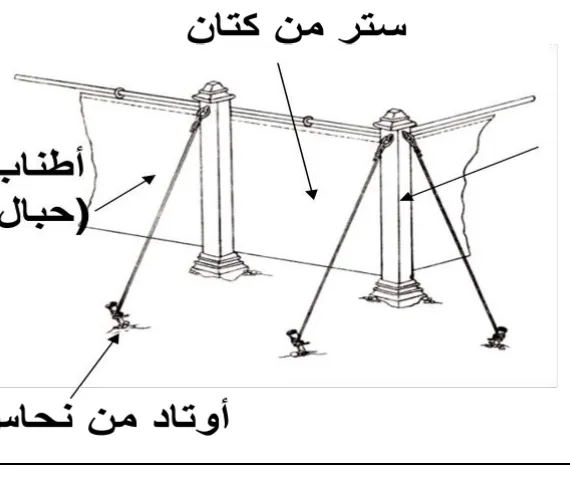 ستر من كتان
أطناب
(حبال
أوتاد من نحاس